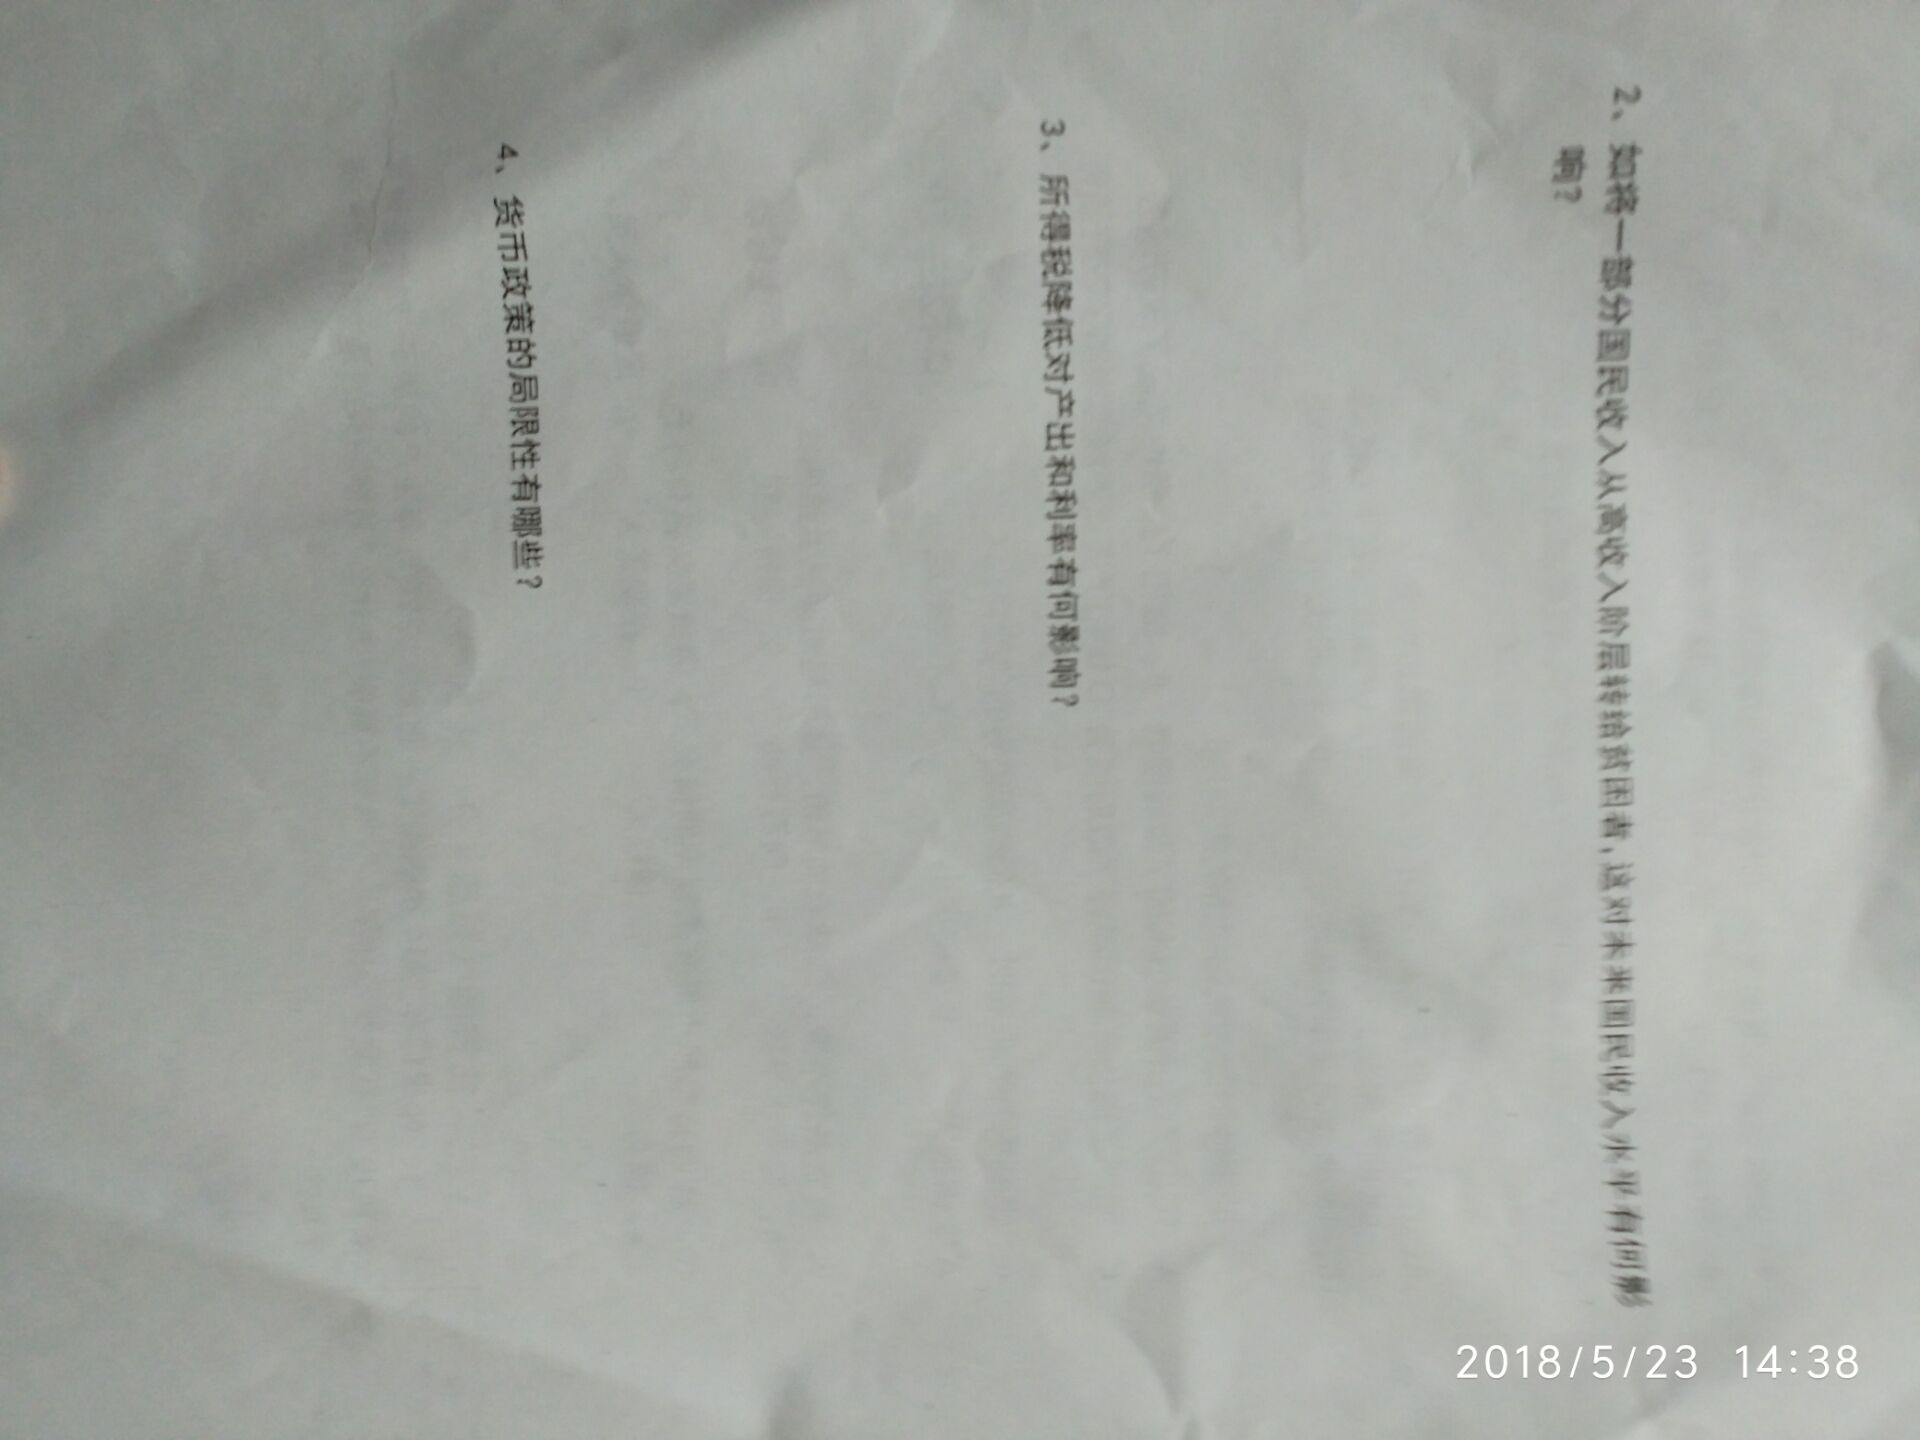 2、如将一部分国民收入从高收入阶层转给贫困者，这对未来国民收入水平有何影
响？
3、所得税降低对产出和利率有何影响？
4、货币政策的局限性有哪些？
2018/5/23 14:38